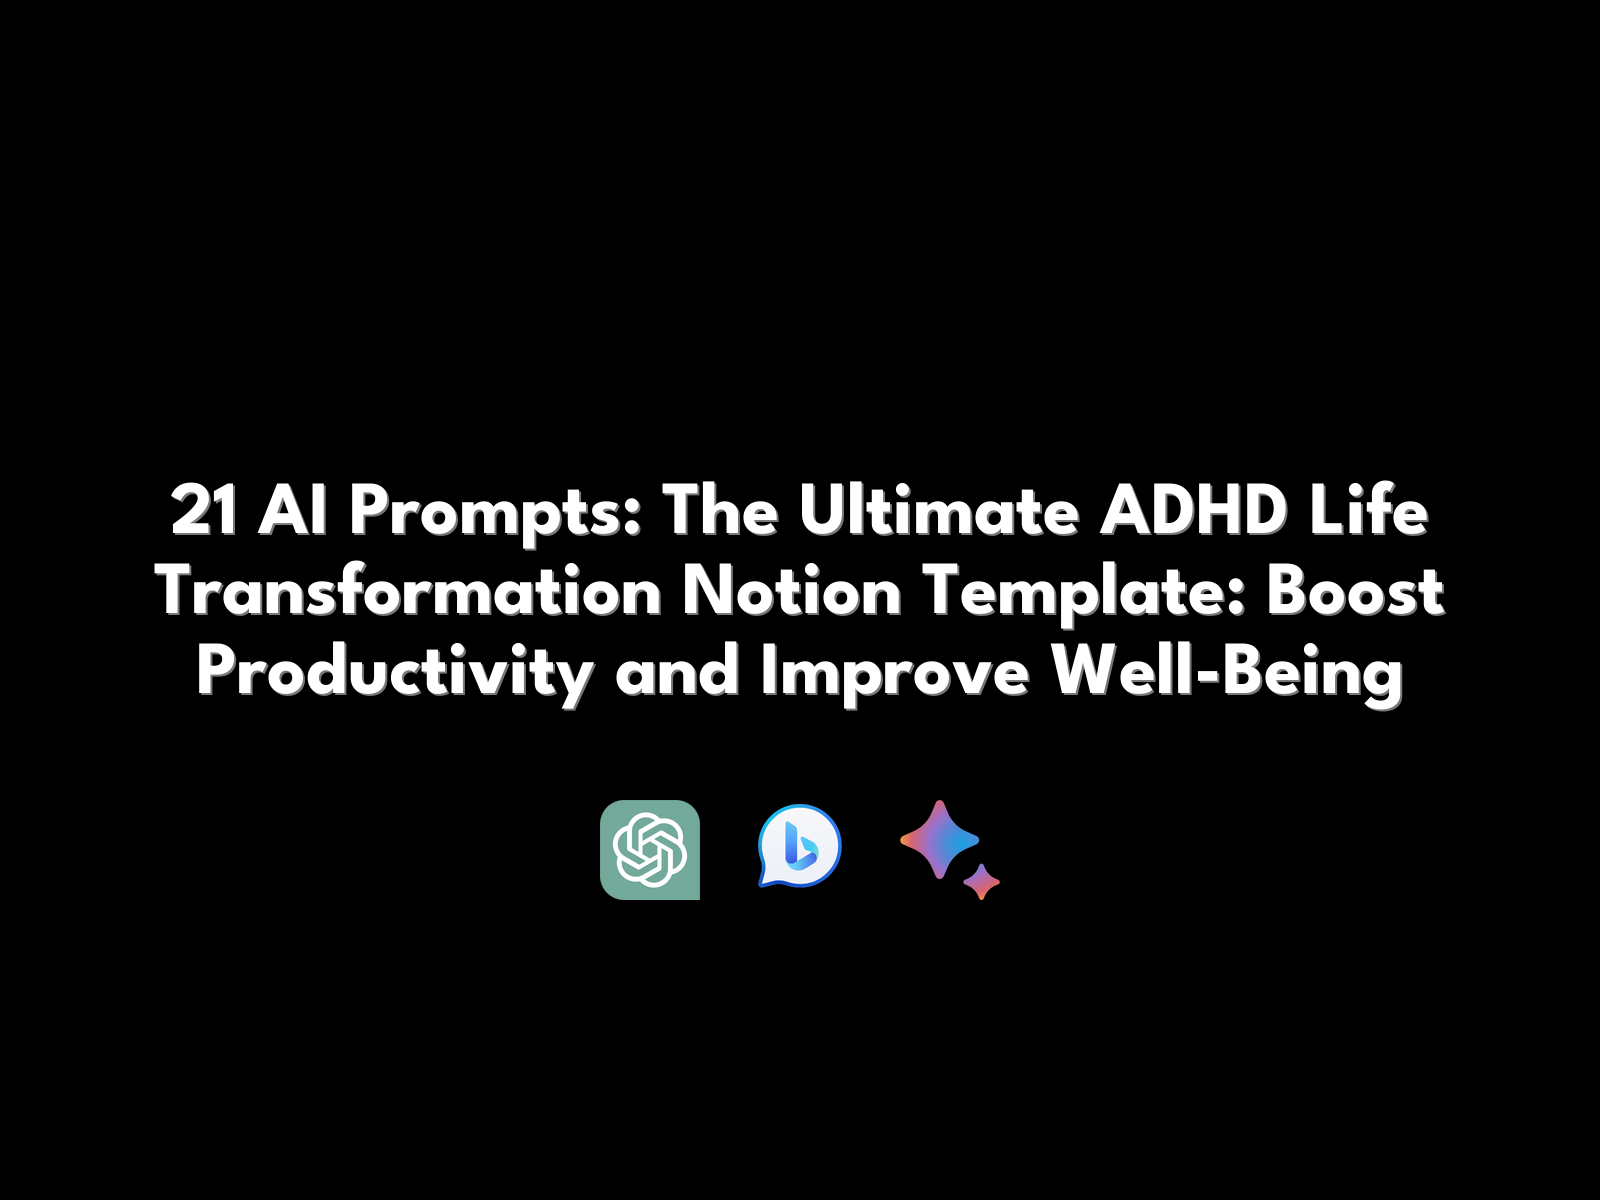 21 AI Prompts: The Ultimate ADHD Life
Transformation Notion Template: Boost
Productivity and Improve Well-Being
b